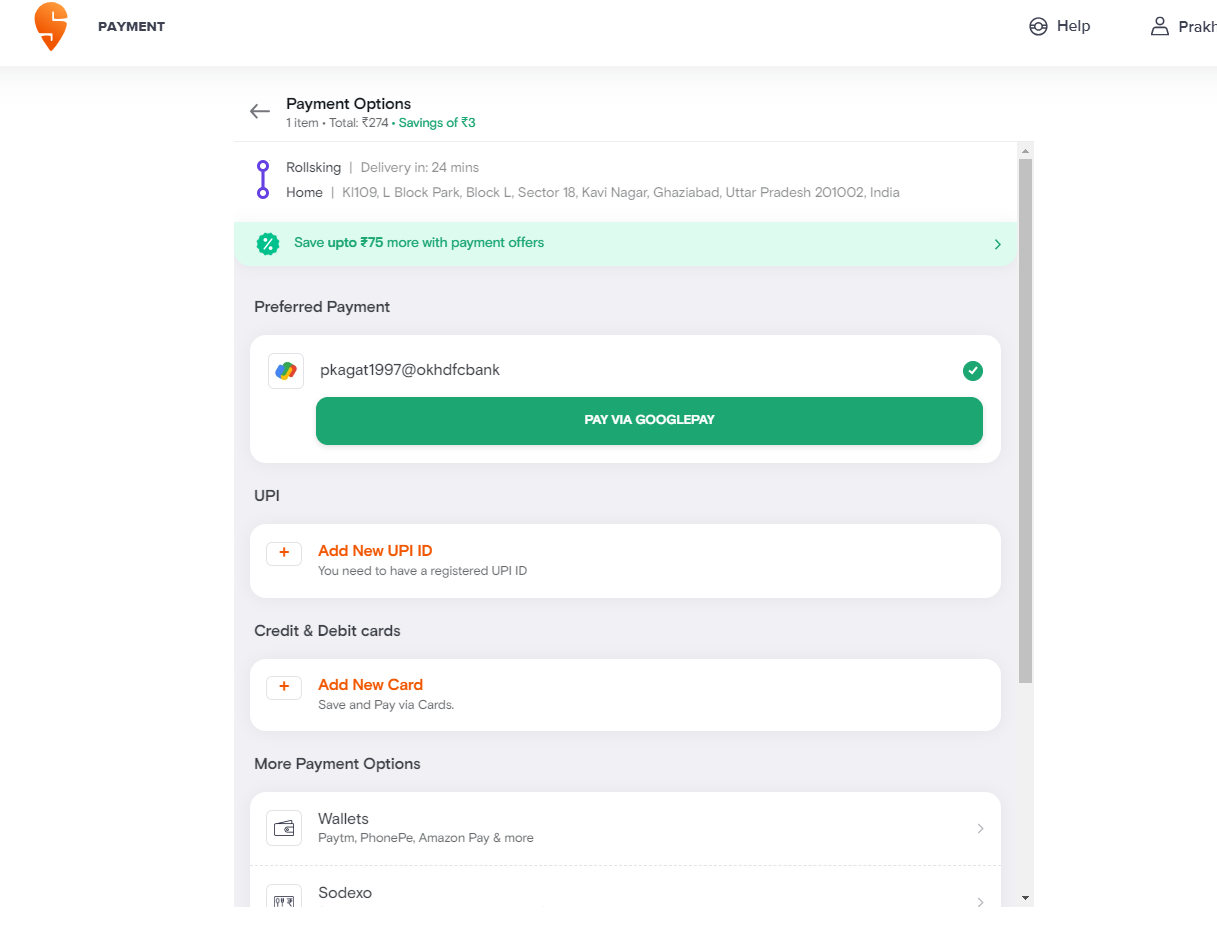 PAYMENT
Help
Prakh
Payment Options
1 item • Total: ₹274 • Savings of ₹3
Rollsking | Delivery in: 24 mins
Home | KI109, L Block Park, Block L, Sector 18, Kavi Nagar, Ghaziabad, Uttar Pradesh 201002, India
Save upto ₹75 more with payment offers
Preferred Payment
pkagat1997@okhdfcbank
PAY VIA GOOGLEPAY
UPI
+ Add New UPI ID
You need to have a registered UPI ID
Credit & Debit cards
+ Add New Card
Save and Pay via Cards.
More Payment Options
Wallets
Paytm, PhonePe, Amazon Pay & more
Sodexo